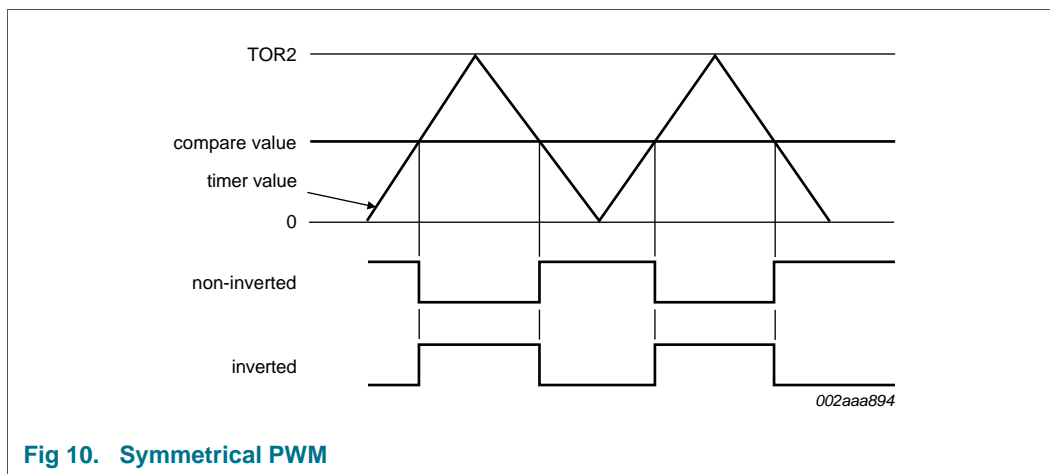 TOR2
compare value
timer value
0
non-inverted
inverted
002aaa894
Fig 10. Symmetrical PWM